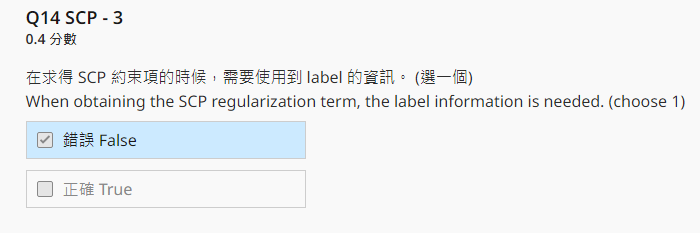 Q14 SCP - 3
0.4 分數
在求得 SCP 約束項的時候，需要使用到 label 的資訊。 (選一個)
When obtaining the SCP regularization term, the label information is needed. (choose 1)
錯誤 False
正確 True